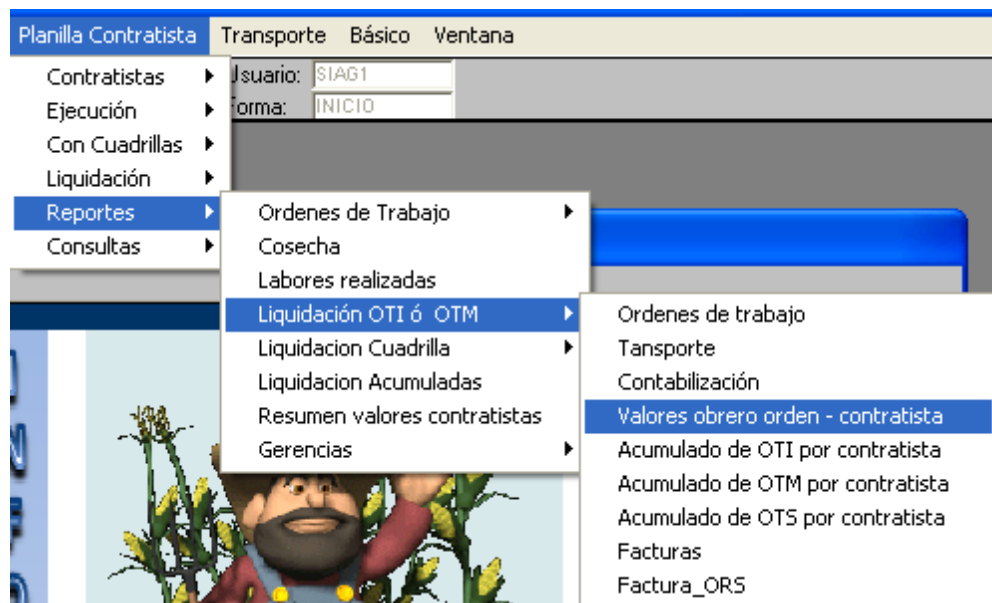 Planilla Contratista Transporte Básico Ventana
Contratistas
Usuario: SIAG1
Ejecución
Forma: INICIO
Con Cuadrillas
Liquidación
Reportes
Consultas
Ordenes de Trabajo
Cosecha
Labores realizadas
Liquidación OTI ó OTM
Liquidacion Cuadrilla
Liquidacion Acumuladas
Resumen valores contratistas
Gerencias
Ordenes de trabajo
Tansporte
Contabilización
Valores obrero orden - contratista
Acumulado de OTI por contratista
Acumulado de OTM por contratista
Acumulado de OTS por contratista
Facturas
Factura_ORS